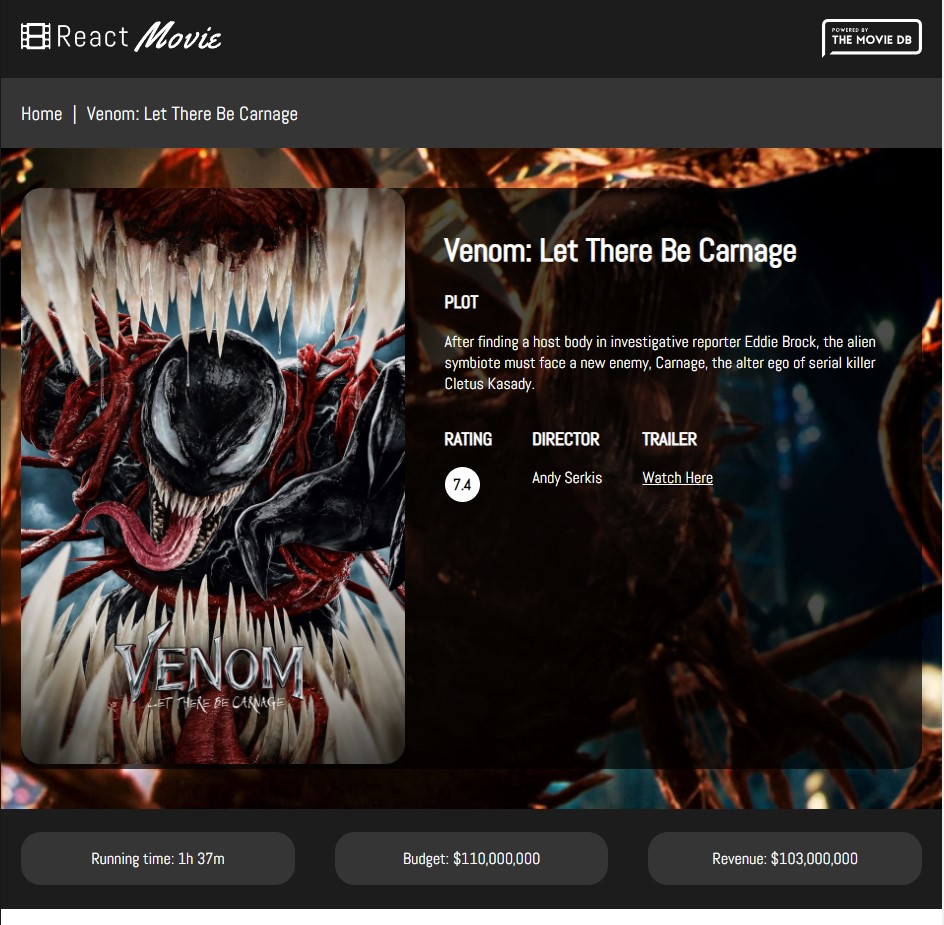 React Movie
POWERED BY
THE MOVIE DB
Home | Venom: Let There Be Carnage
Venom: Let There Be Carnage
PLOT
After finding a host body in investigative reporter Eddie Brock, the alien
symbiote must face a new enemy, Carnage, the alter ego of serial killer
Cletus Kasady.
RATING DIRECTOR TRAILER
7.4 Andy Serkis Watch Here
VENOM
LET THERE BE CARNAGE
Running time: 1h 37m Budget: $110,000,000 Revenue: $103,000,000